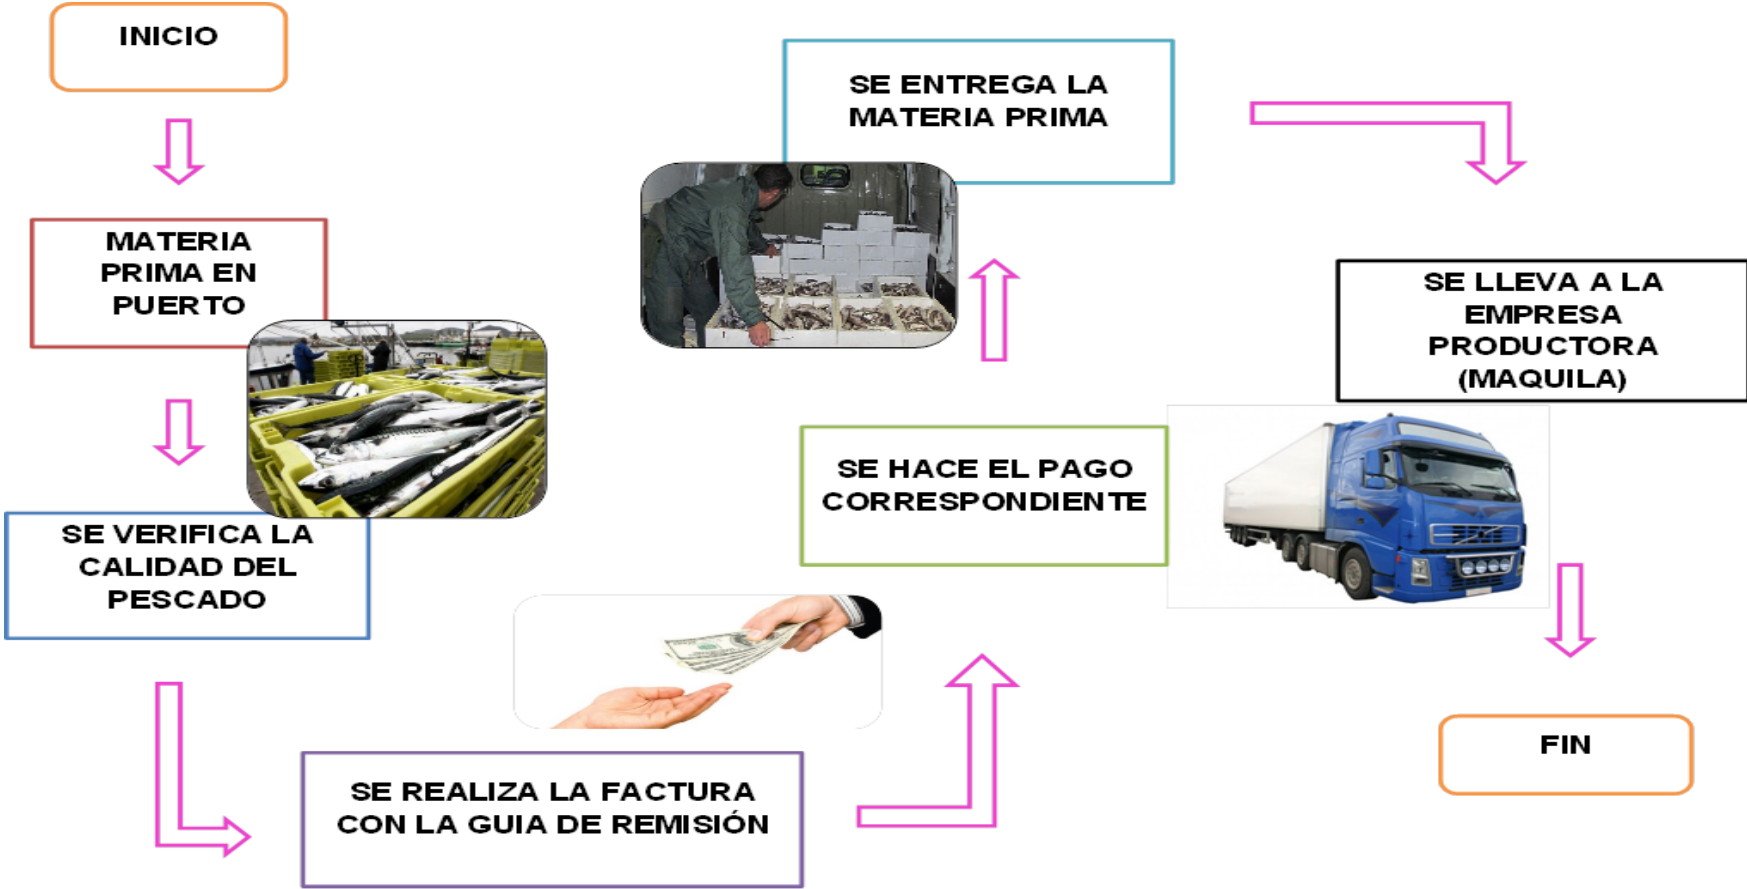 INICIO
MATERIA
PRIMA EN
PUERTO
SE VERIFICA LA
CALIDAD DEL
PESCADO
SE REALIZA LA FACTURA
CON LA GUIA DE REMISIÓN
SE HACE EL PAGO
CORRESPONDIENTE
SE ENTREGA LA
MATERIA PRIMA
SE LLEVA A LA
EMPRESA
PRODUCTORA
(MAQUILA)
FIN